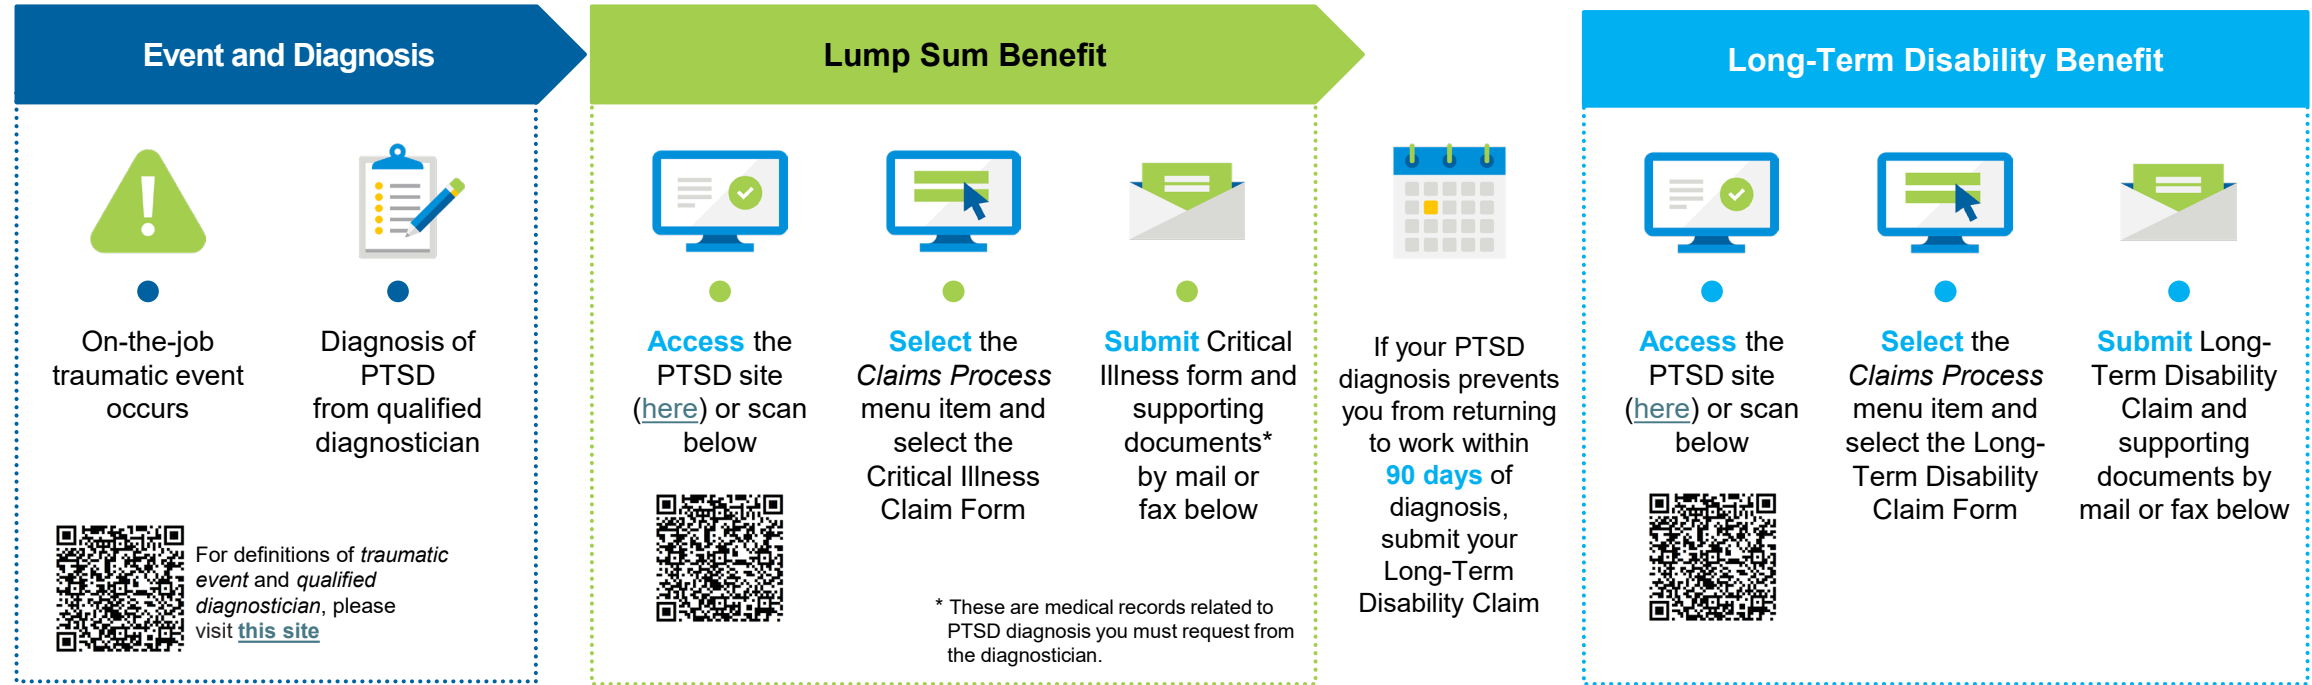 Event and Diagnosis
On-the-job
traumatic event
occurs
Diagnosis of
PTSD
from qualified
diagnostician
For definitions of traumatic
event and qualified
diagnostician, please
visit this site
Lump Sum Benefit
Access the
PTSD site
(here) or scan
below
Select the
Claims Process
menu item and
select the
Critical Illness
Claim Form
Submit Critical
Illness form and
supporting
documents*
by mail or
fax below
* These are medical records related to
PTSD diagnosis you must request from
the diagnostician.
If your PTSD
diagnosis prevents
you from returning
to work within
90 days of
diagnosis,
submit your
Long-Term
Disability Claim
Long-Term Disability Benefit
Access the
PTSD site
(here) or scan
below
Select the
Claims Process
menu item and
select the Long-
Term Disability
Claim Form
Submit Long-
Term Disability
Claim and
supporting
documents by
mail or fax below